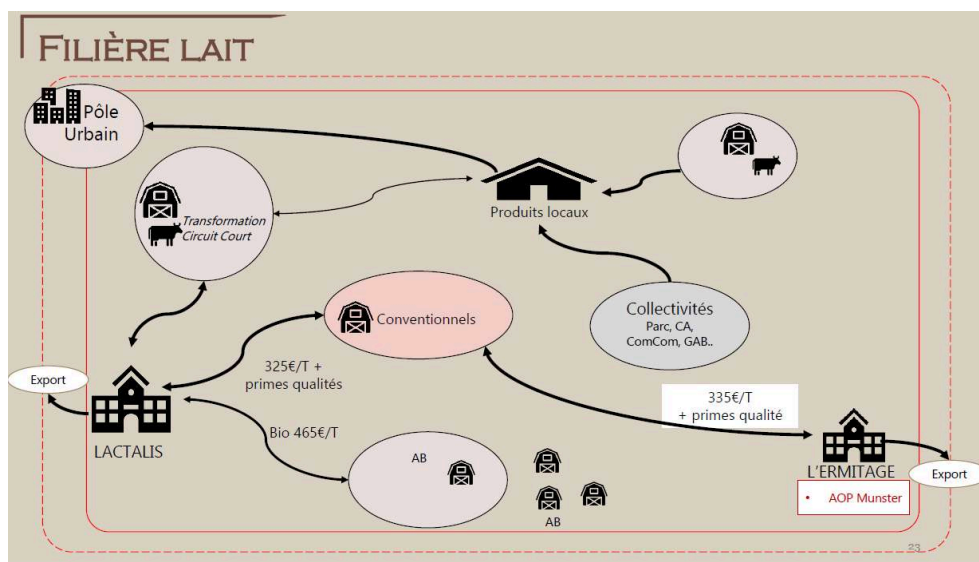 FILIÈRE LAIT
Pôle
Urbain
Transformation
Circuit Court
Produits locaux
Collectivités
Parc, CA,
ComCom, GAB..
Conventionnels
325€/T +
primes qualités
Export
LACTALIS
Bio 465€/T
AB
AB
335€/T
+ primes qualité
L'ERMITAGE
• AOP Munster
Export
23